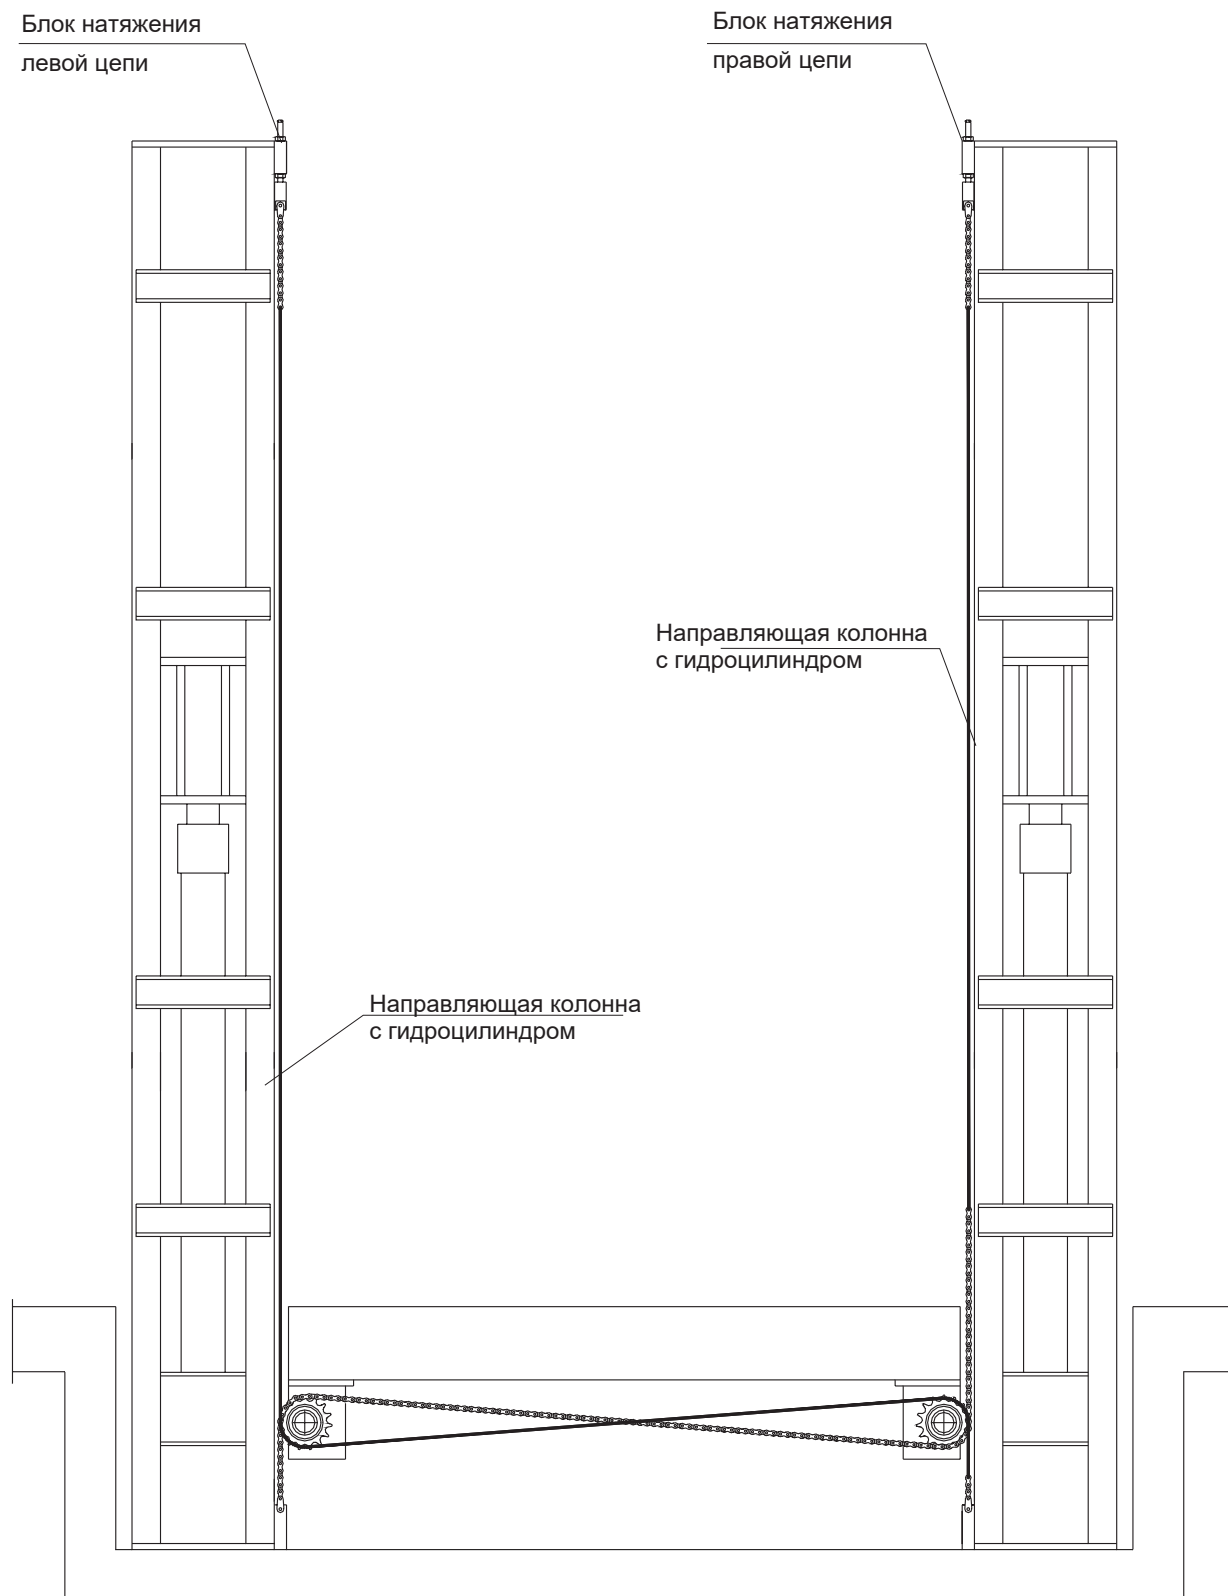 Блок натяжения
левой цепи
Блок натяжения
правой цепи
Направляющая колонна
с гидроцилиндром
Направляющая колонна
с гидроцилиндром